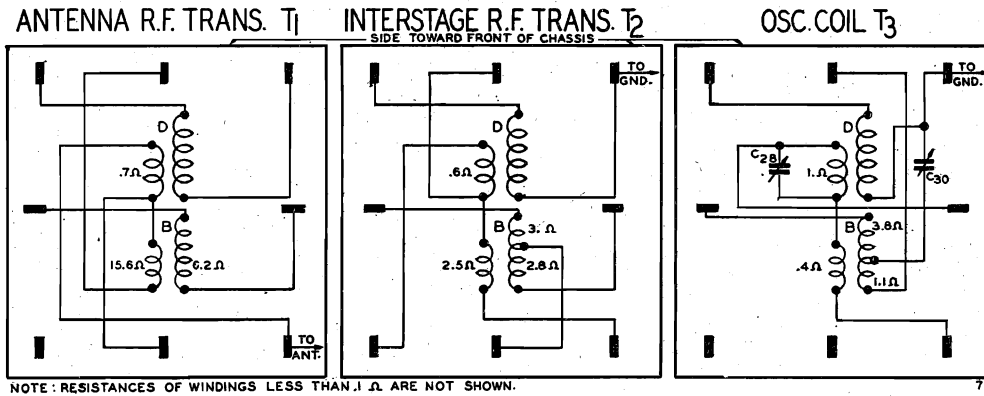 ANTENNA R.F. TRANS. T1
INTERSTAGE R.F. TRANS. T2
OSC. COIL T3
SIDE TOWARD FRONT OF CHASSIS
D
.7Ω
B
15.6Ω
6.2Ω
TO
ANT.
TO
GND.
D
.6Ω
B
3.Ω
2.5Ω
2.8Ω
TO
GND.
D
C28
1.Ω
C30
B
3.8Ω
.4Ω
1.1Ω
NOTE: RESISTANCES OF WINDINGS LESS THAN .1 Ω ARE NOT SHOWN.
7